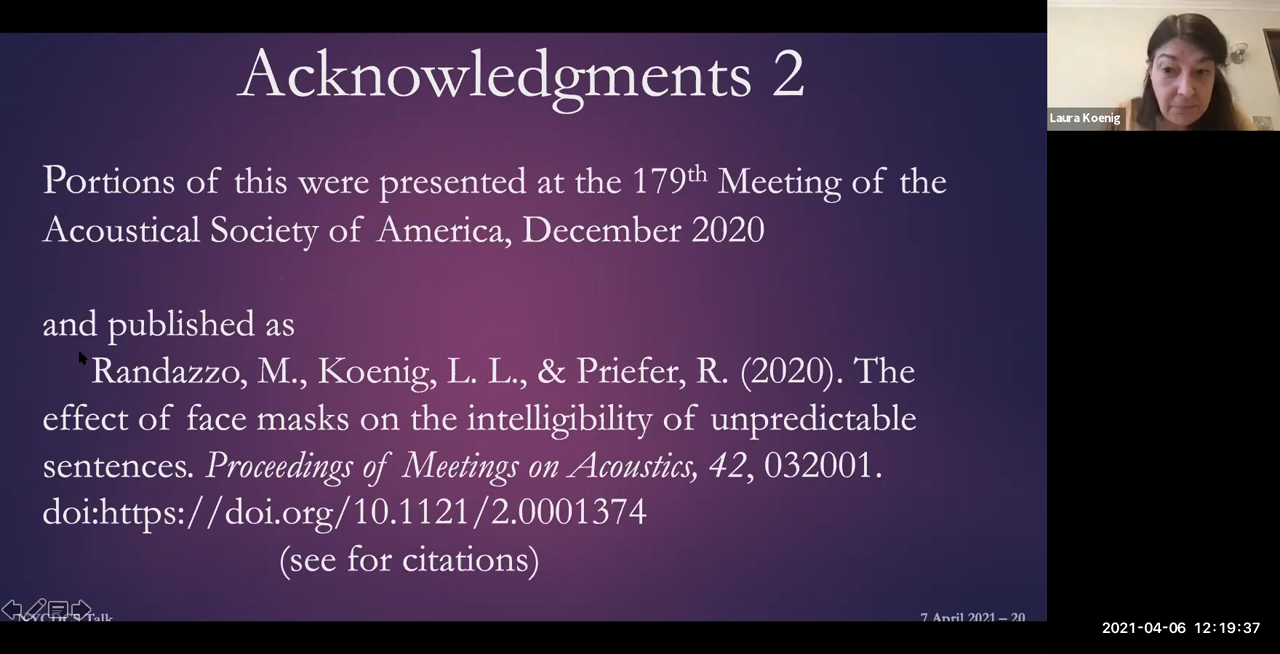 Acknowledgments 2
Laura Koenig
Portions of this were presented at the 179th Meeting of the
Acoustical Society of America, December 2020
and published as
Randazzo, M., Koenig, L. L., & Priefer, R. (2020). The
effect of face masks on the intelligibility of unpredictable
sentences. Proceedings of Meetings on Acoustics, 42, 032001.
doi:https://doi.org/10.1121/2.0001374
(see for citations)
Talk
7 April 2021 – 20
2021-04-06 12:19:37